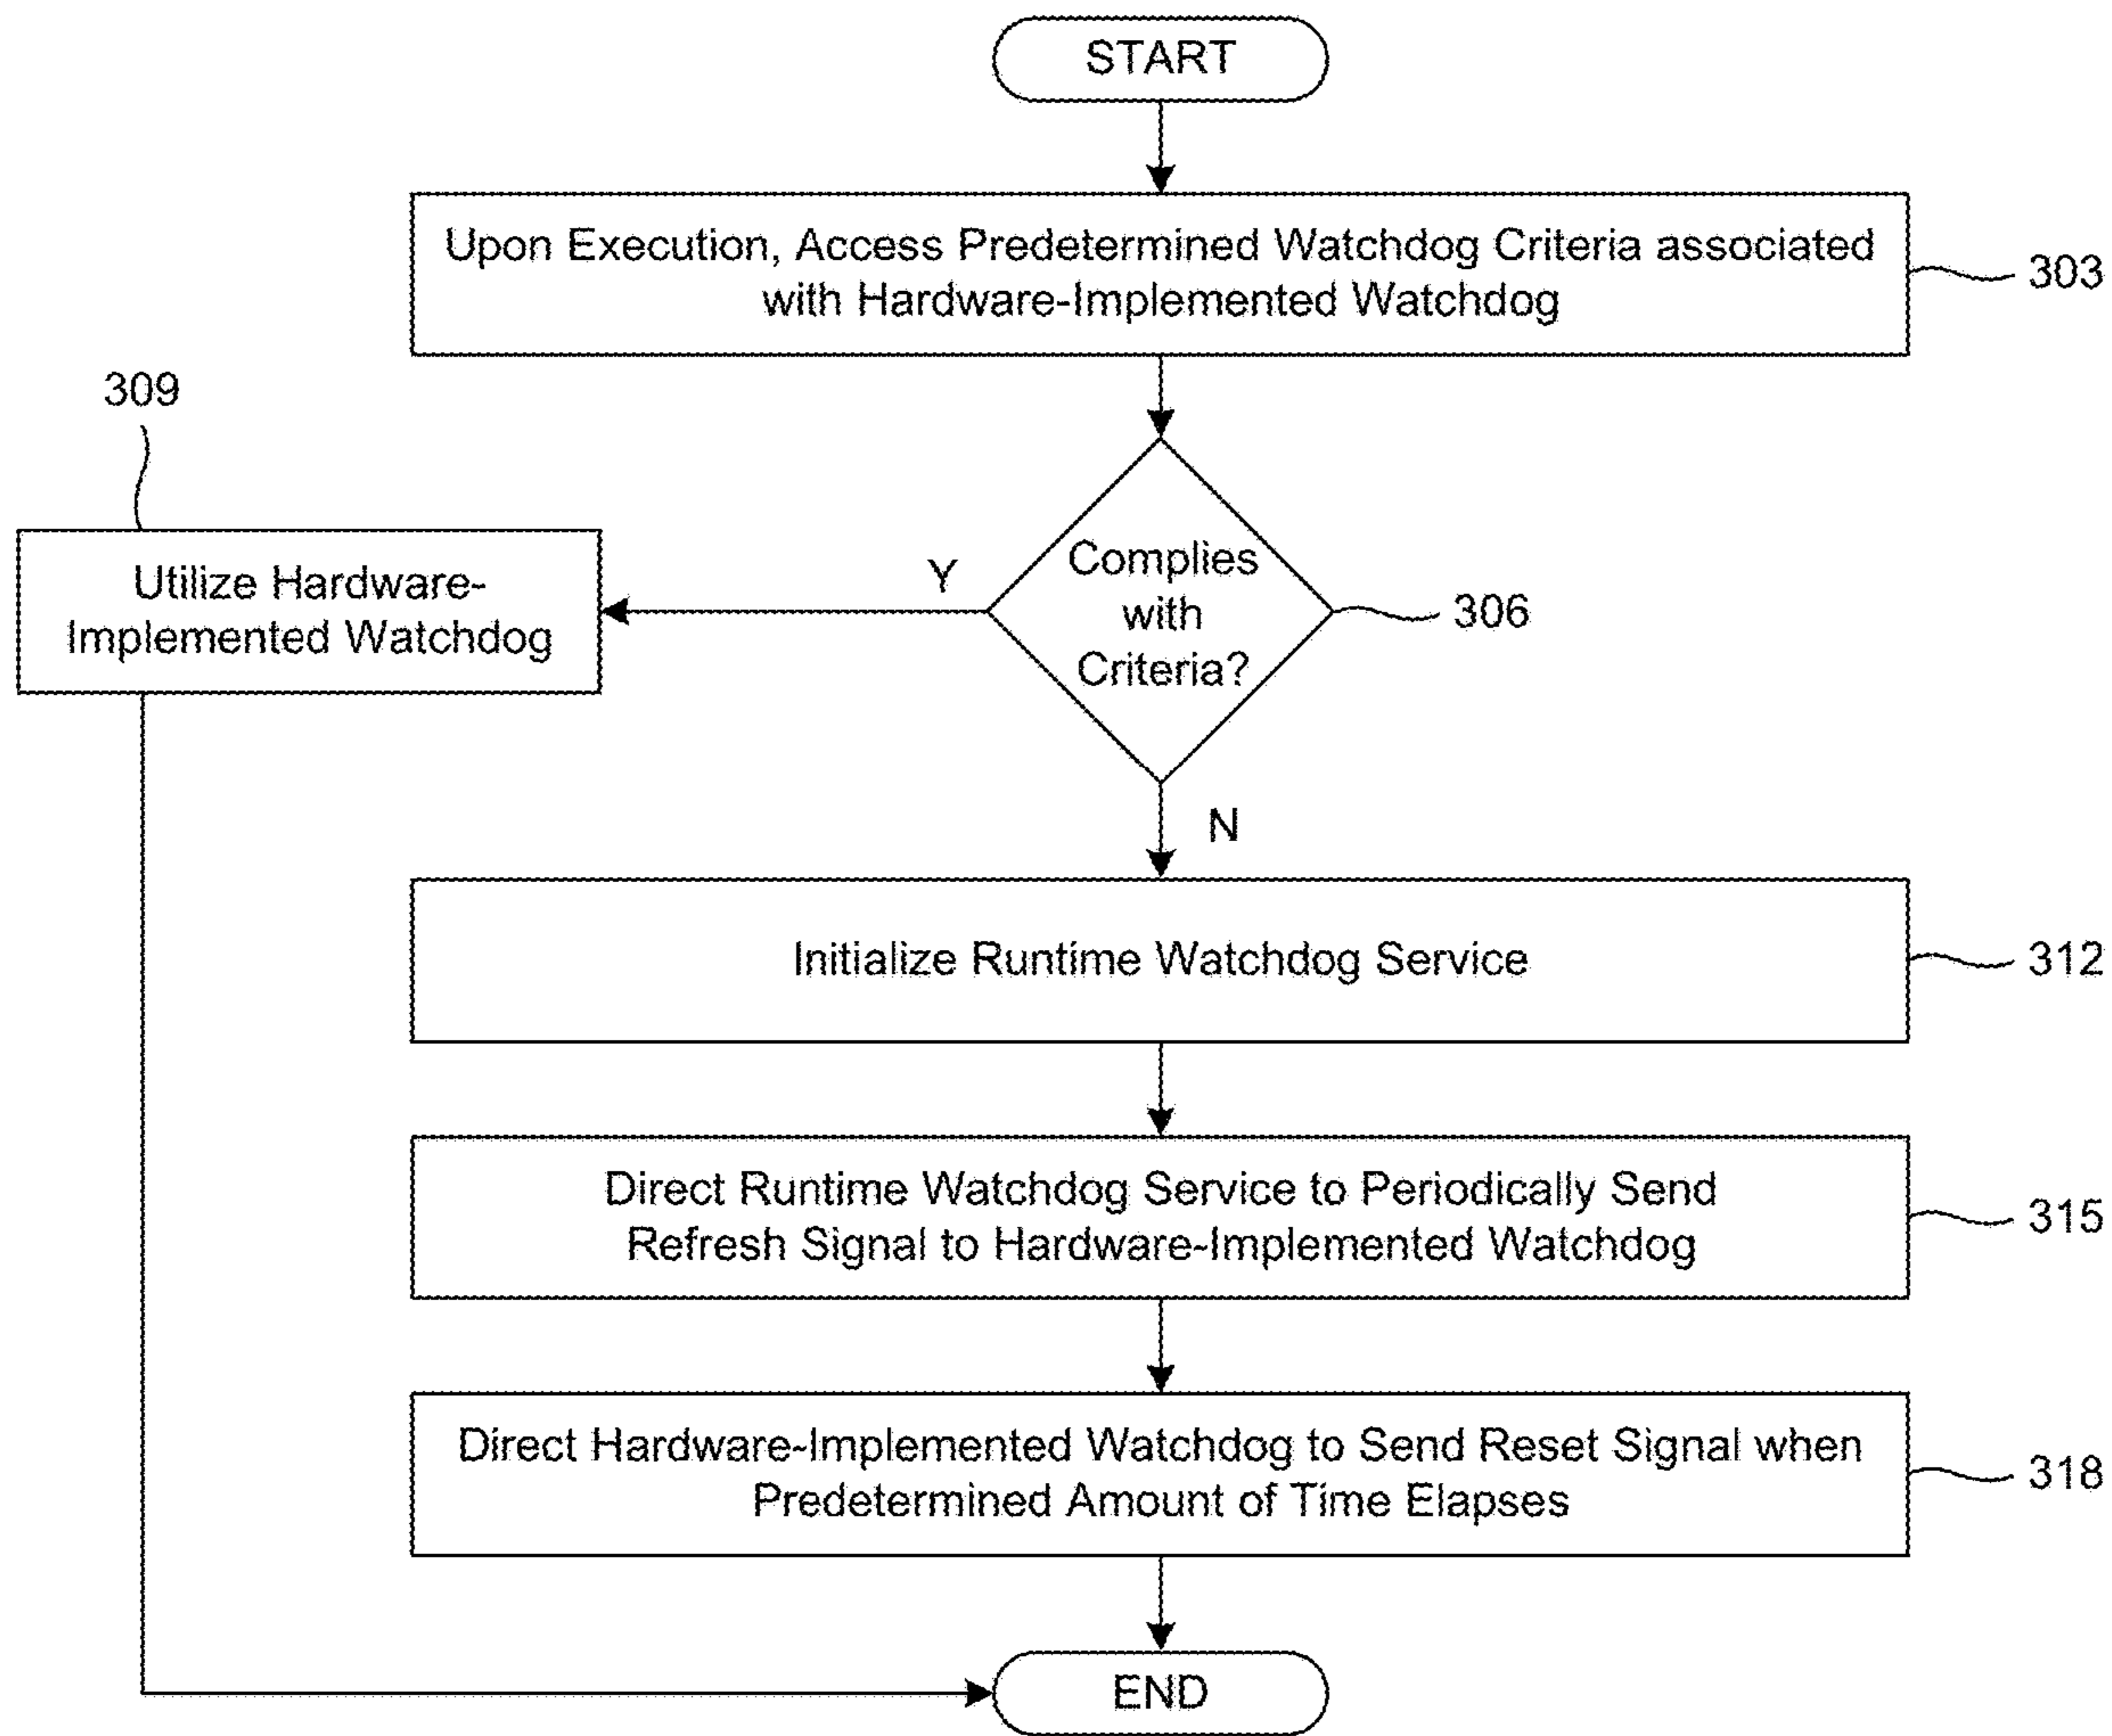 START
Upon Execution, Access Predetermined Watchdog Criteria associated
with Hardware-Implemented Watchdog
303
309
Utilize Hardware-
Implemented Watchdog
Y
Complies
with
Criteria?
306
N
Initialize Runtime Watchdog Service
312
Direct Runtime Watchdog Service to Periodically Send
Refresh Signal to Hardware-Implemented Watchdog
315
Direct Hardware-Implemented Watchdog to Send Reset Signal when
Predetermined Amount of Time Elapses
318
END